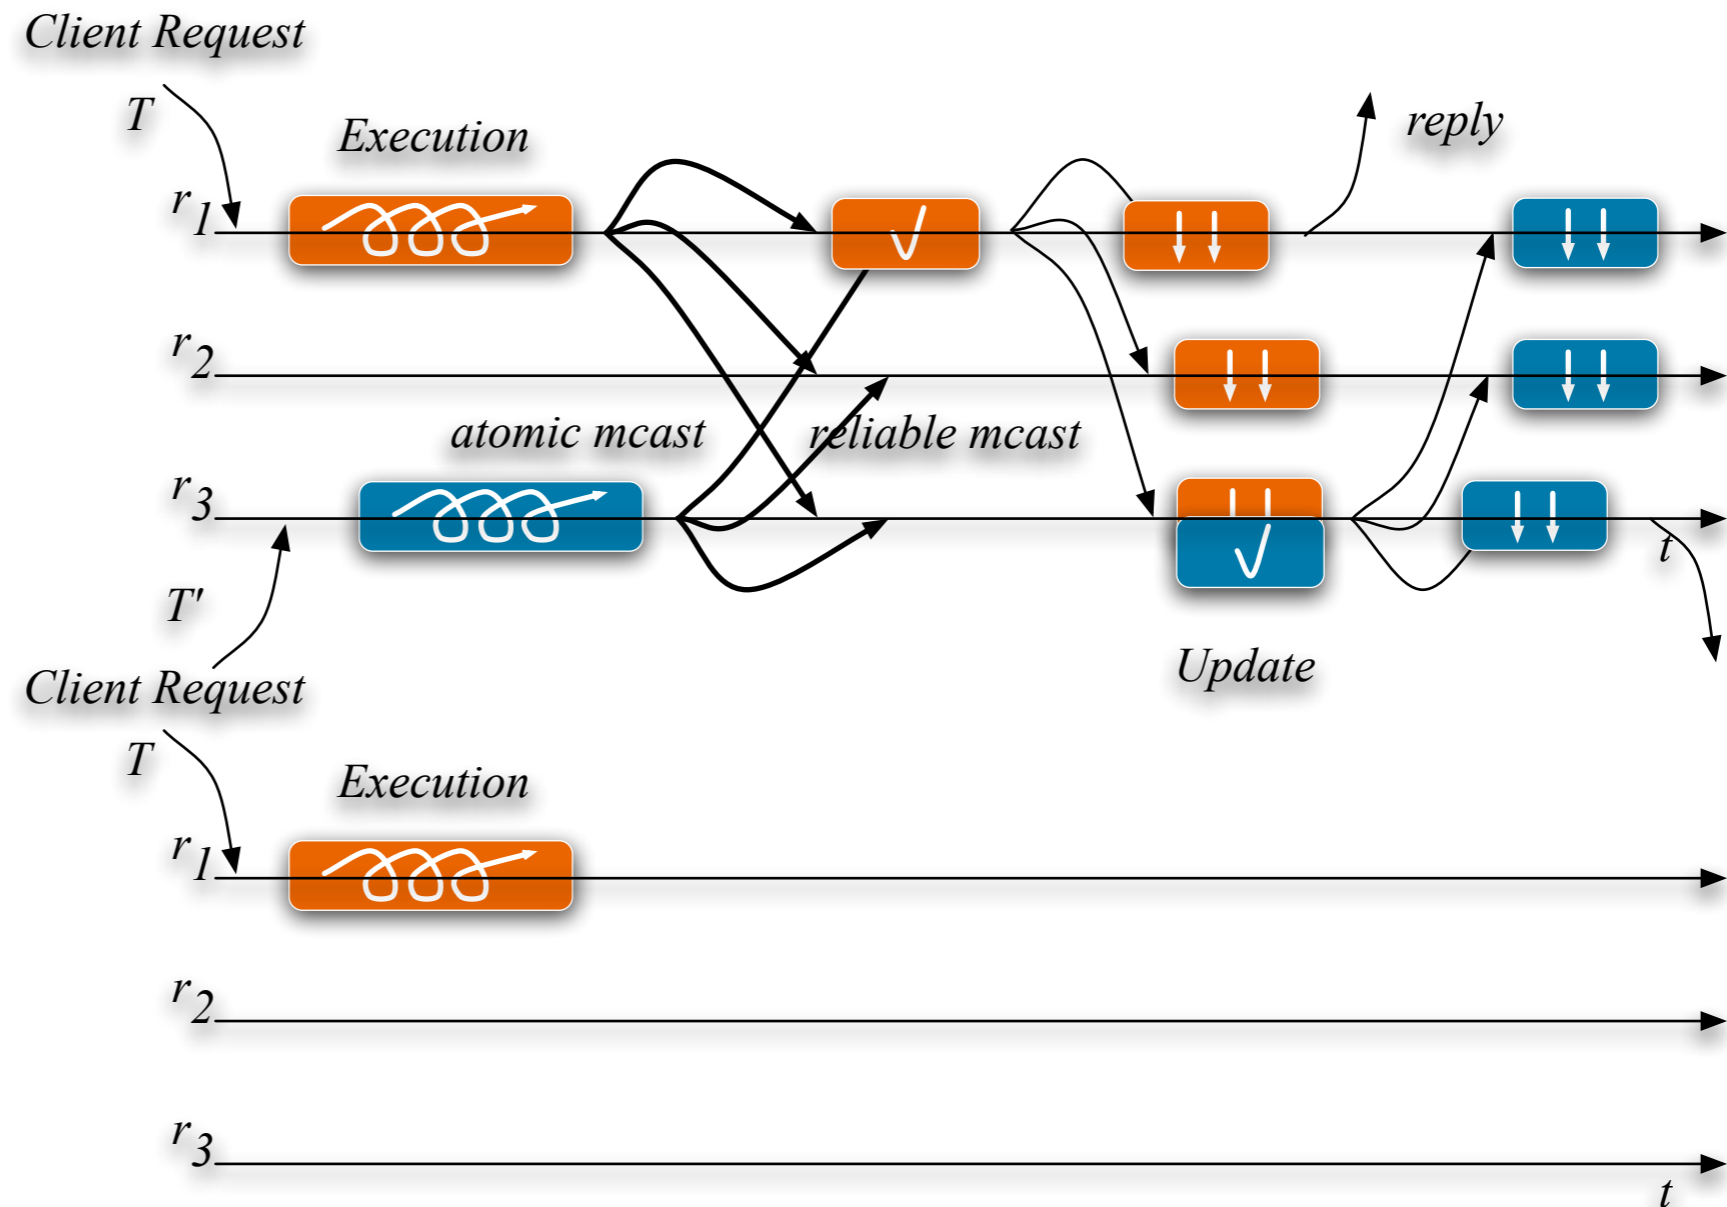 Client Request
T
Execution
reply
r1
r2
atomic mcast
reliable mcast
r3
t
T'
Update
Client Request
T
Execution
r1
r2
r3
t